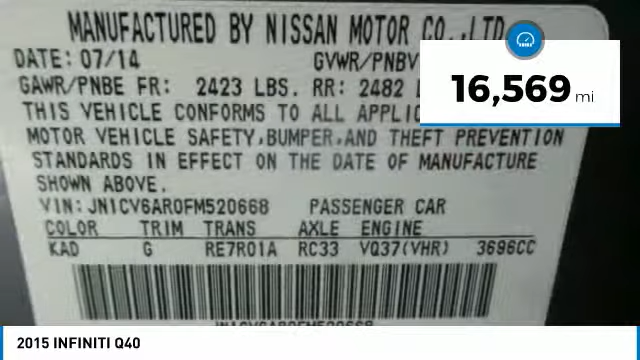 MANUFACTURED BY NISSAN MOTOR CO.,LTD.
DATE: 07/14 GVWR/PNBV
GAWR/PNBE FR: 2423 LBS. RR: 2482
16,569 mi
THIS VEHICLE CONFORMS TO ALL
MOTOR VEHICLE SAFETY,BUMPER,AND THEFT PREVENTION
STANDARDS IN EFFECT ON THE DATE OF MANUFACTURE
SHOWN ABOVE.
VIN: JN1CV6AR0FM520668 PASSENGER CAR
COLOR TRIM TRANS AXLE ENGINE
KAD G RE7R01A RC33 VQ37(VHR) 3696CC
JN1CV6AR0FM520668
2015 INFINITI Q40